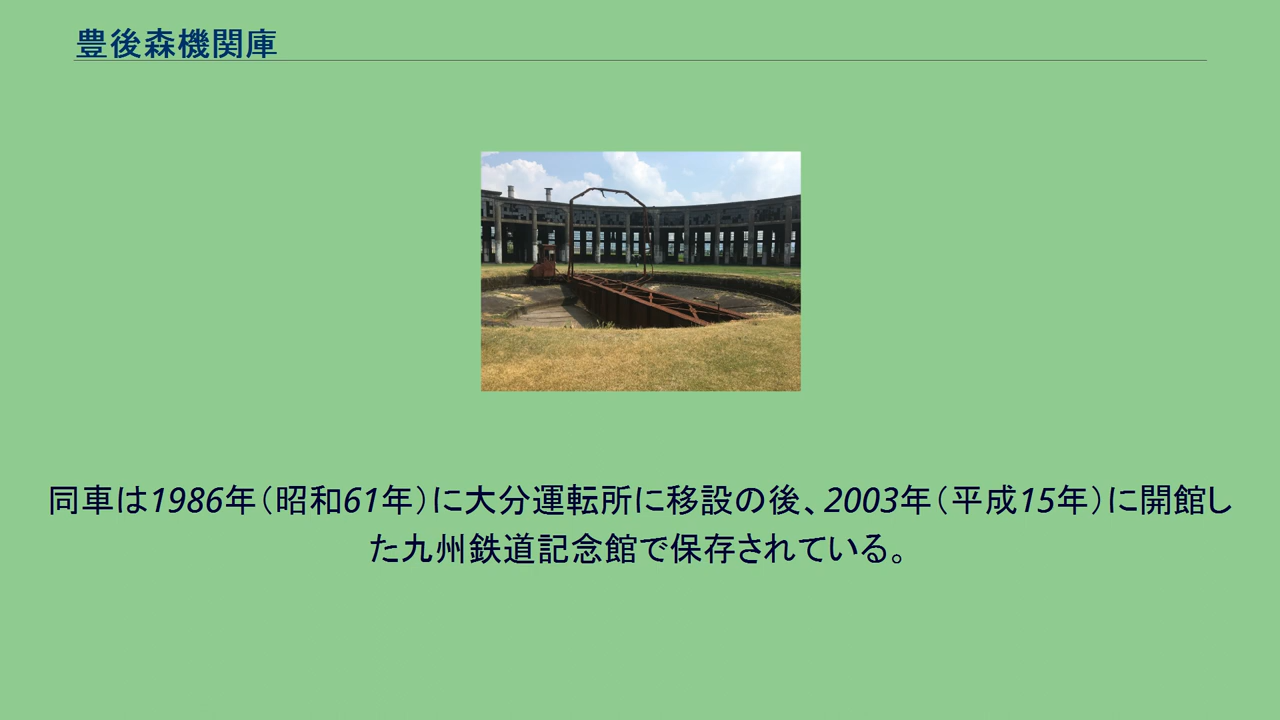 豊後森機関庫
同車は1986年（昭和61年）に大分運転所に移設の後、2003年（平成15年）に開館し
た九州鉄道記念館で保存されている。